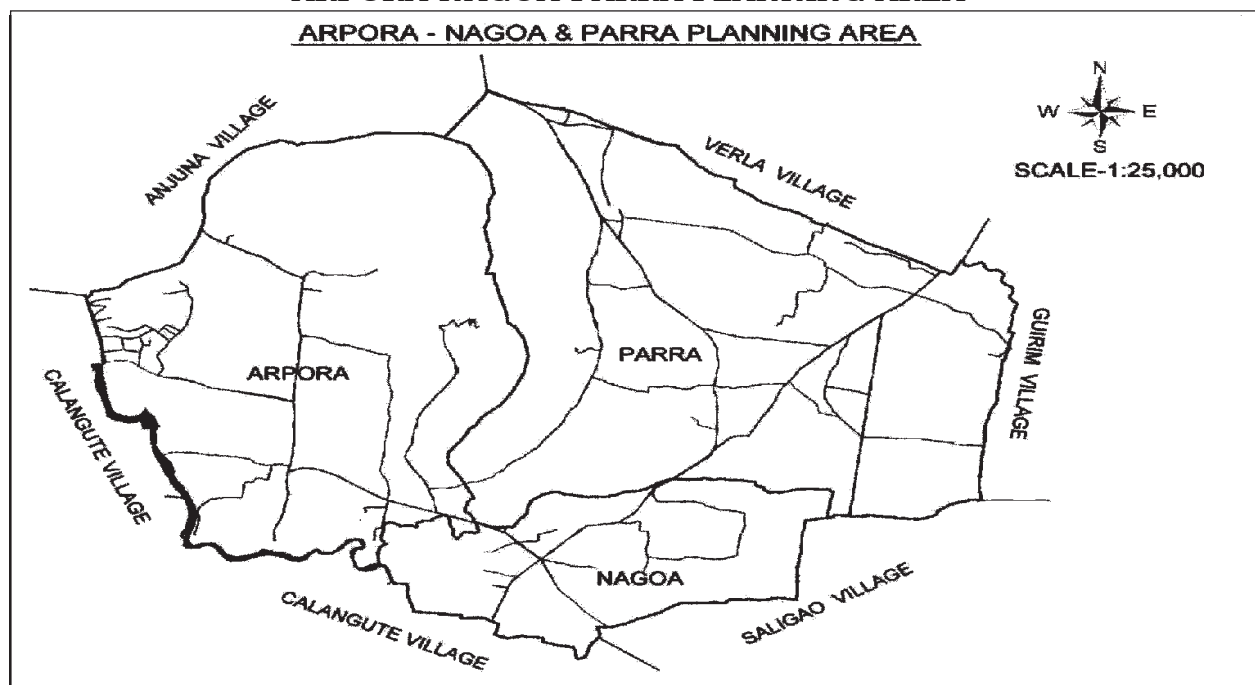 ARPORA - NAGOA & PARRA PLANNING AREA
N
W E
S
SCALE-1:25,000
ANJUNA VILLAGE
VERLA VILLAGE
GUIRIM VILLAGE
PARRA
ARPORA
CALANGUTE VILLAGE
NAGOA
CALANGUTE VILLAGE
SALIGAO VILLAGE